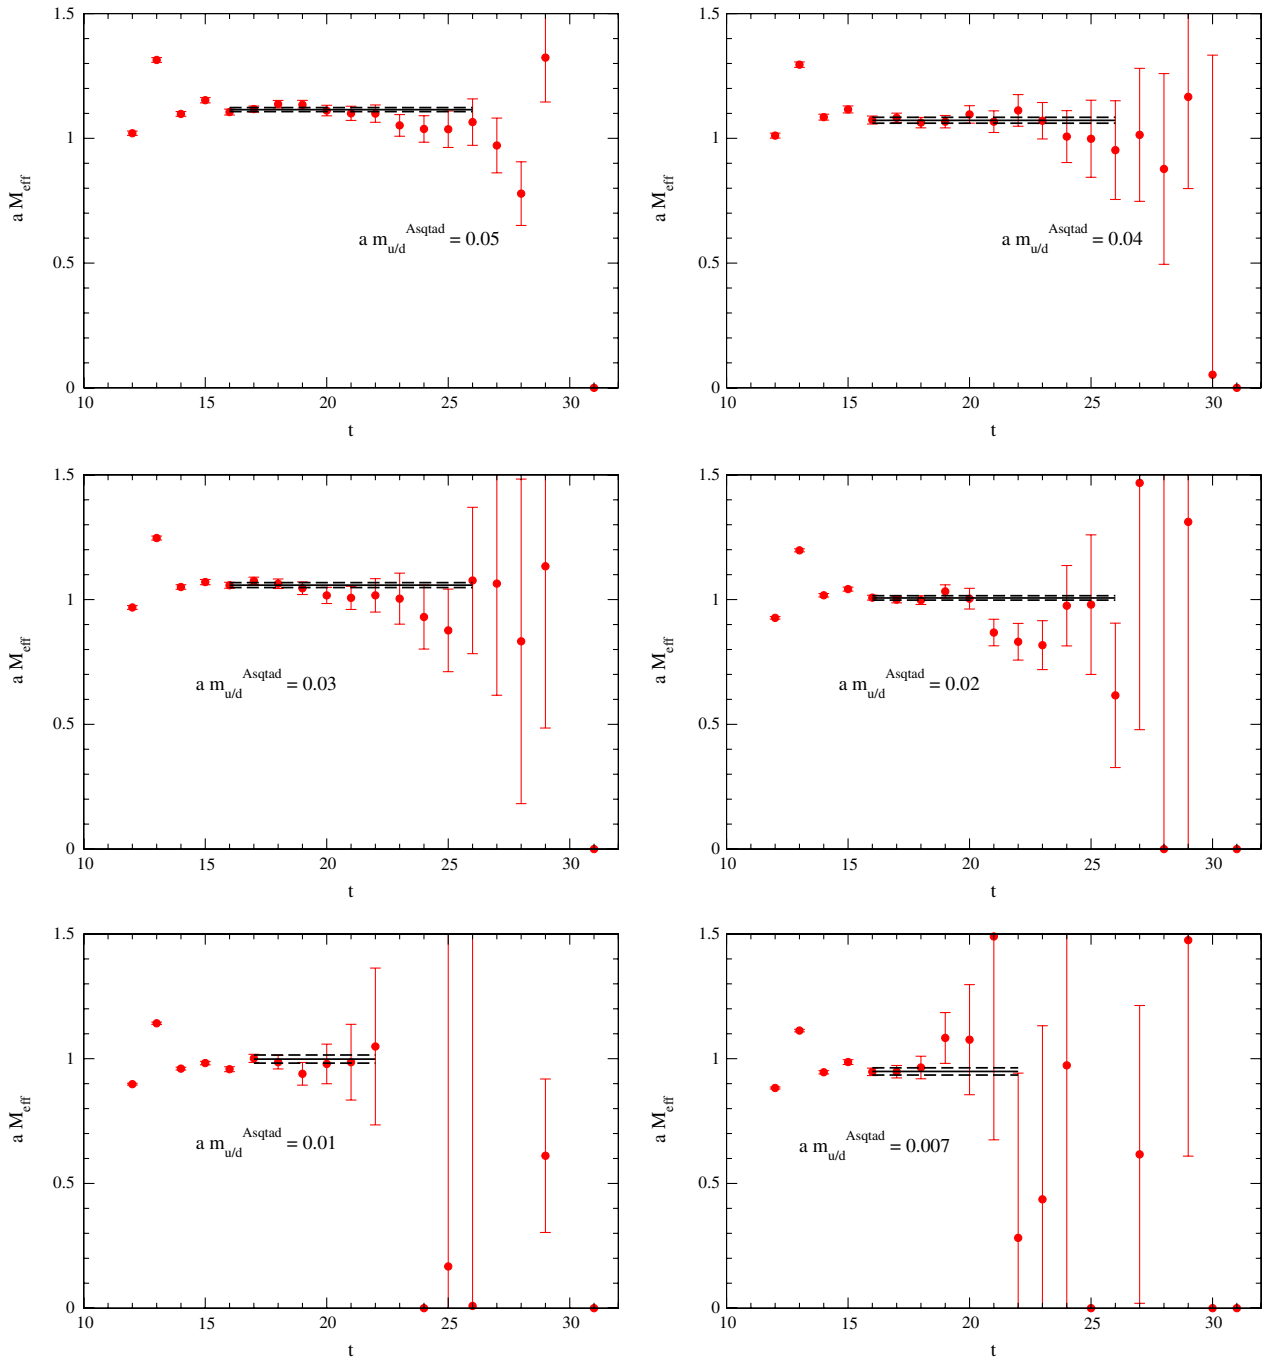 1.5 1.5
1 1
a M_eff a M_eff
a m_u/d^Asqtad = 0.05 a m_u/d^Asqtad = 0.04
0.5 0.5
0 0
10 15 20 25 30 10 15 20 25 30
t t
1.5 1.5
1 1
a M_eff a M_eff
a m_u/d^Asqtad = 0.03 a m_u/d^Asqtad = 0.02
0.5 0.5
0 0
10 15 20 25 30 10 15 20 25 30
t t
1.5 1.5
1 1
a M_eff a M_eff
a m_u/d^Asqtad = 0.01 a m_u/d^Asqtad = 0.007
0.5 0.5
0 0
10 15 20 25 30 10 15 20 25 30
t t